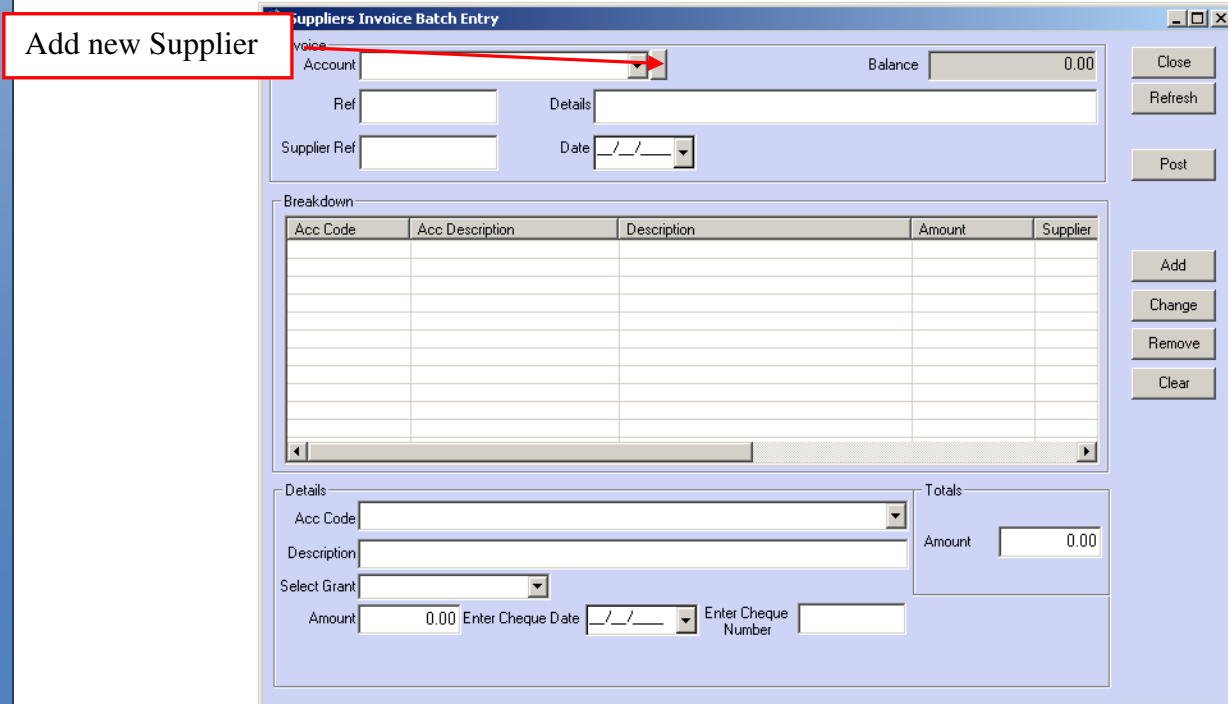 Suppliers Invoice Batch Entry
Add new Supplier
voice
Account
Balance 0.00
Close
Ref
Details
Refresh
Supplier Ref
Date __/__/____
Post
Breakdown
Acc Code Acc Description Description Amount Supplier
Add
Change
Remove
Clear
Details
Totals
Acc Code
Amount 0.00
Description
Select Grant
Amount 0.00 Enter Cheque Date __/__/____ Enter Cheque
Number